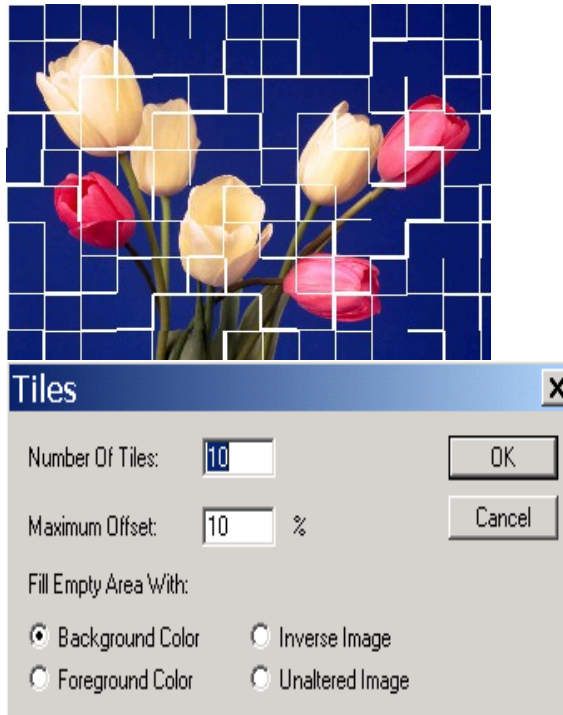 Tiles
Number Of Tiles: 10 OK
Maximum Offset: 10 % Cancel
Fill Empty Area With:
Background Color Inverse Image
Foreground Color Unaltered Image